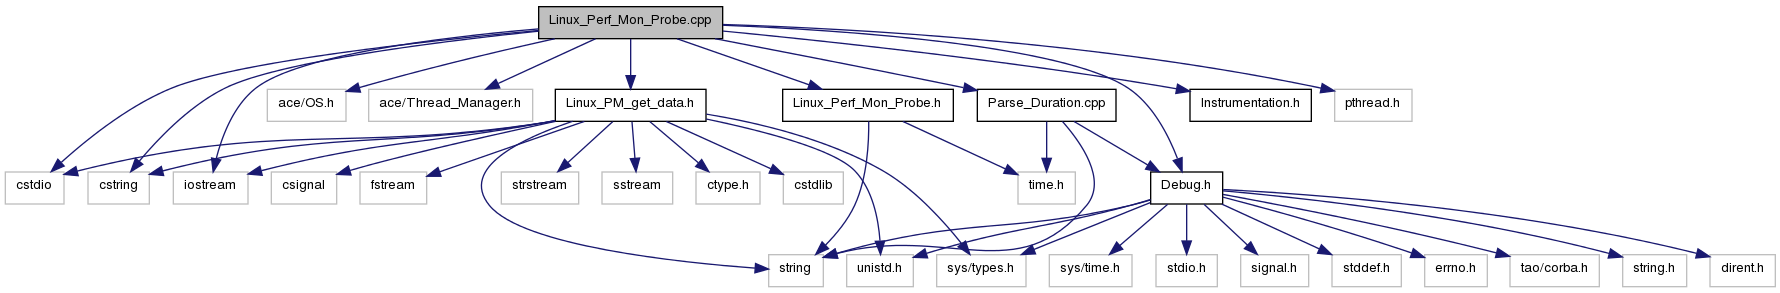 Linux_Perf_Mon_Probe.cpp
ace/OS.h
ace/Thread_Manager.h
Linux_PM_get_data.h
Linux_Perf_Mon_Probe.h
Parse_Duration.cpp
Instrumentation.h
pthread.h
cstdio
cstring
iostream
csignal
fstream
strstream
sstream
ctype.h
cstdlib
time.h
Debug.h
string
unistd.h
sys/types.h
sys/time.h
stdio.h
signal.h
stddef.h
errno.h
tao/corba.h
string.h
dirent.h